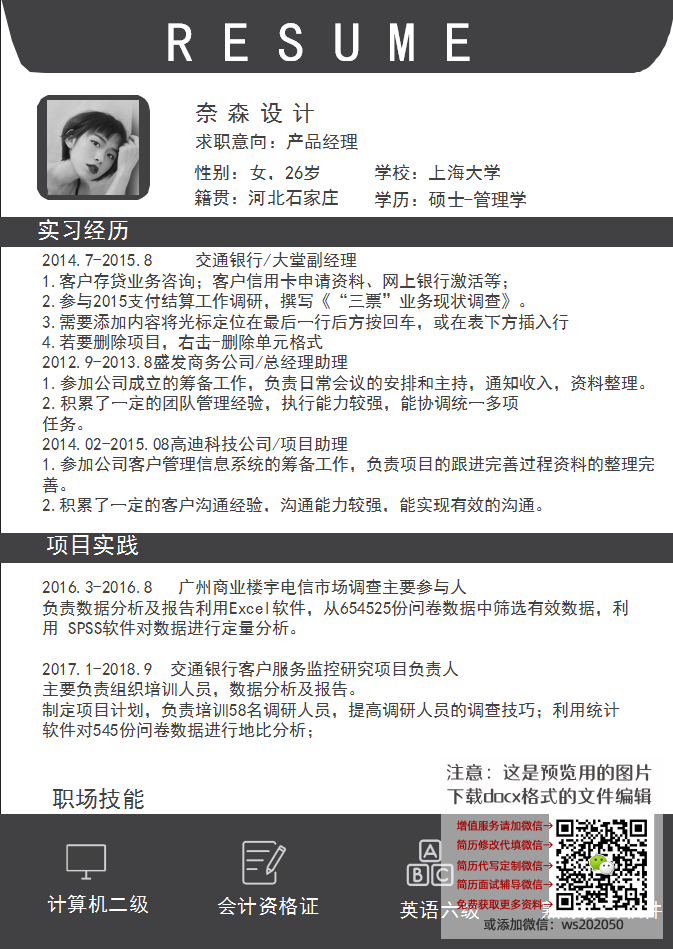 RESUME
奈森设计
求职意向：产品经理
性别：女，26岁
学校：上海大学
籍贯：河北石家庄
学历：硕士-管理学
实习经历
2014.7-2015.8 交通银行/大堂副经理
1.客户存贷业务咨询；客户信用卡申请资料、网上银行激活等；
2.参与2015支付结算工作调研，撰写《“三票”业务现状调查》。
3.需要添加内容将光标定位在最后一行后方按回车，或在表下方插入行
4.若要删除项目，右击-删除单元格式
2012.9-2013.8盛发商务公司/总经理助理
1.参加公司成立的筹备工作，负责日常会议的安排和主持，通知收入，资料整理。
2.积累了一定的团队管理经验，执行能力较强，能协调统一多项
任务。
2014.02-2015.08高迪科技公司/项目助理
1.参加公司客户管理信息系统的筹备工作，负责项目的跟进完善过程资料的整理完
善。
2.积累了一定的客户沟通经验，沟通能力较强，能实现有效的沟通。
项目实践
2016.3-2016.8 广州商业楼宇电信市场调查主要参与人
负责数据分析及报告利用Excel软件，从654525份问卷数据中筛选有效数据，利
用 SPSS软件对数据进行定量分析。
2017.1-2018.9 交通银行客户服务监控研究项目负责人
主要负责组织培训人员，数据分析及报告。
制定项目计划，负责培训58名调研人员，提高调研人员的调查技巧；利用统计
软件对545份问卷数据进行地比分析；
注意：这是预览用的图片
下载docx格式的文件编辑
职场技能
增值服务请加微信→
简历修改代填微信→
简历代写定制微信→
简历面试辅导微信→
免费获取更多资料→
或添加微信：ws202050
ABC
计算机二级
会计资格证
英语六级